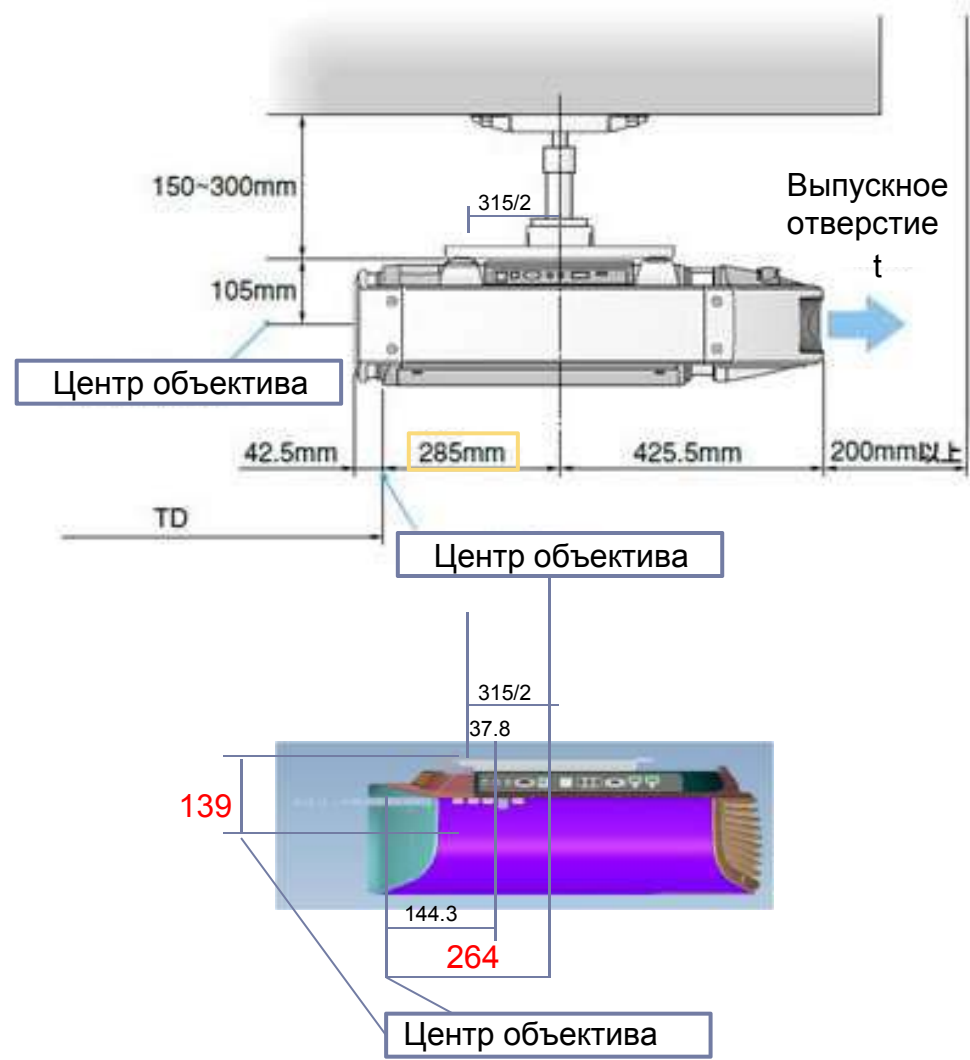 150~300mm
315/2
Выпускное
отверстие
t
105mm
Центр объектива
42.5mm
285mm
425.5mm
200mm以上
TD
Центр объектива
315/2
37.8
139
144.3
264
Центр объектива